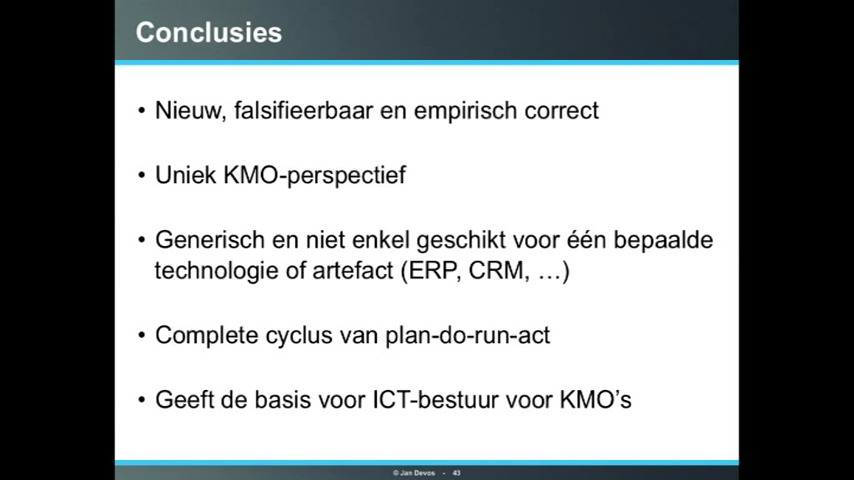 Conclusies
• Nieuw, falsifieerbaar en empirisch correct
• Uniek KMO-perspectief
• Generisch en niet enkel geschikt voor één bepaalde
technologie of artefact (ERP, CRM, …)
• Complete cyclus van plan-do-run-act
• Geeft de basis voor ICT-bestuur voor KMO’s
© Jan Devos - 43